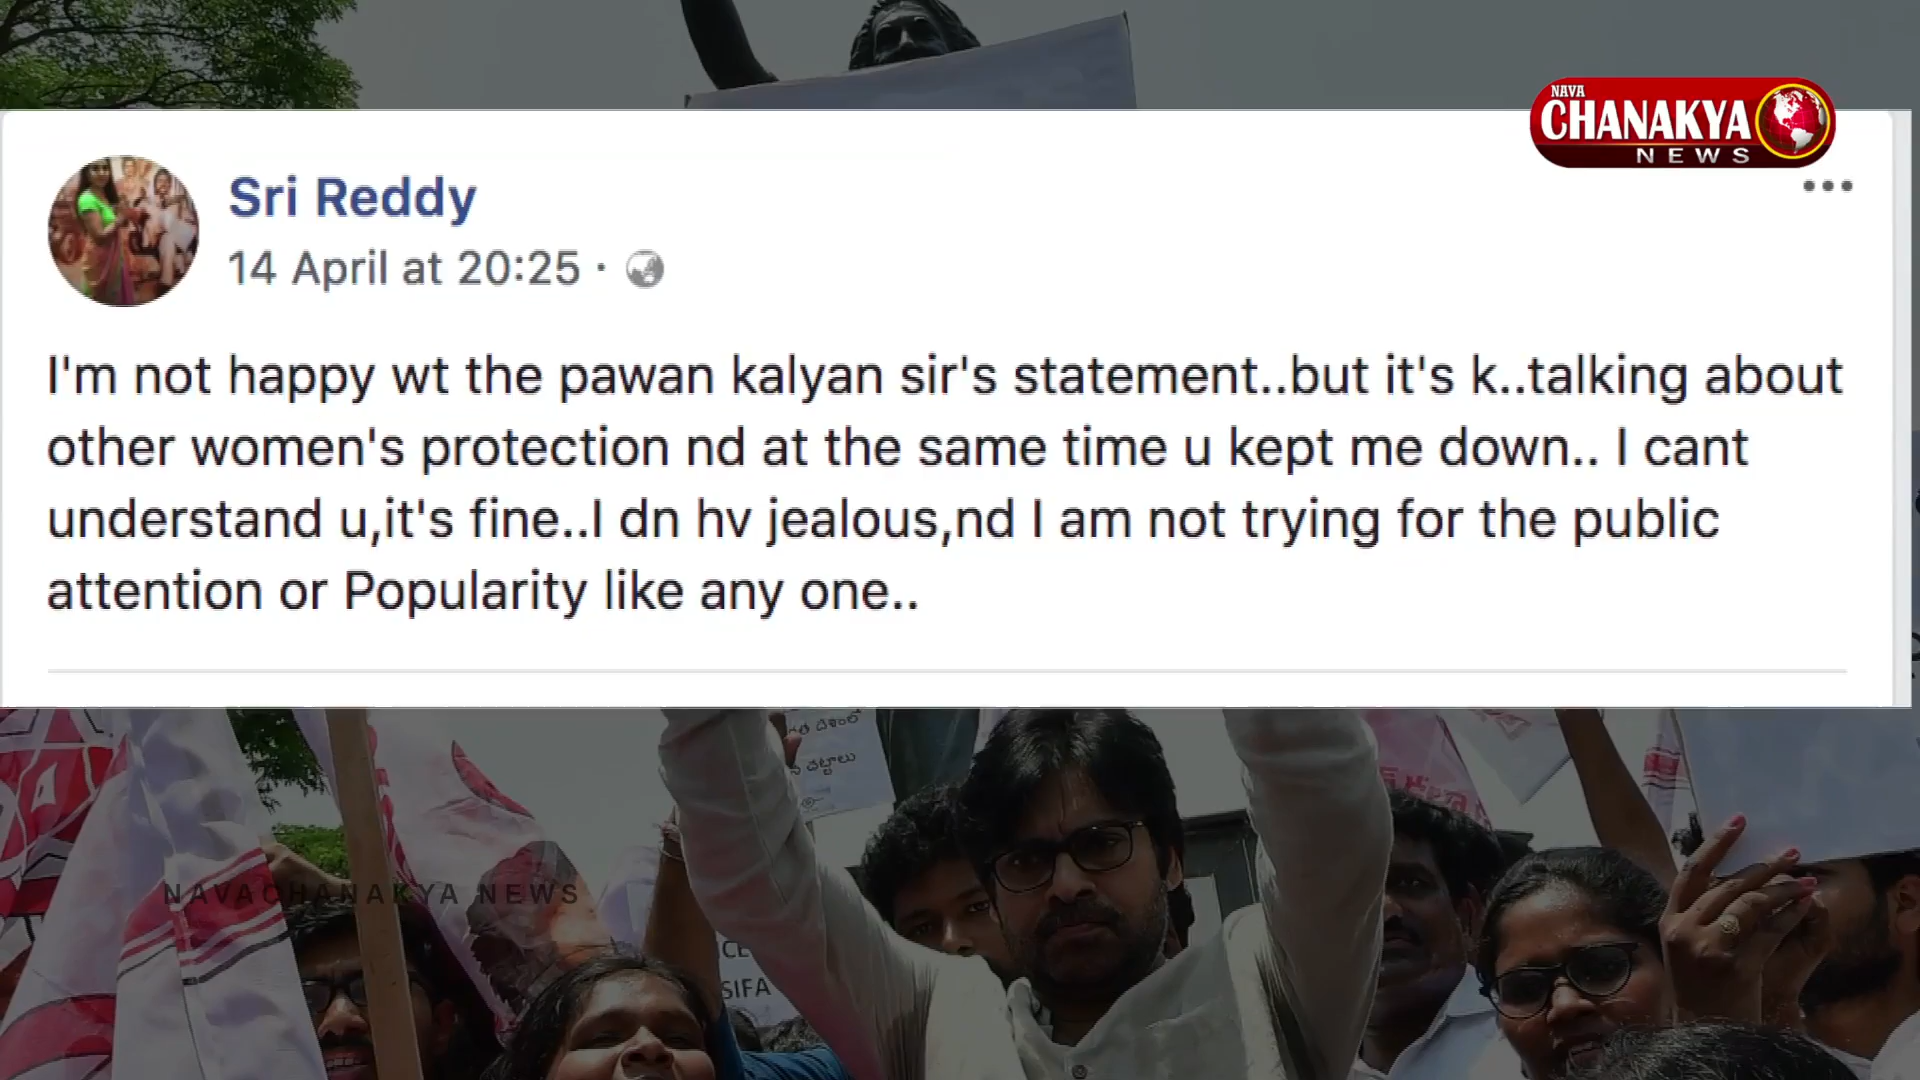 NAVA
CHANAKYA
NEWS
Sri Reddy
14 April at 20:25 ·
I'm not happy wt the pawan kalyan sir's statement..but it's k..talking about
other women's protection nd at the same time u kept me down.. I cant
understand u,it's fine..I dn hv jealous,nd I am not trying for the public
attention or Popularity like any one..
చట్టాలు
NAVACHANAKYA NEWS
SIFA